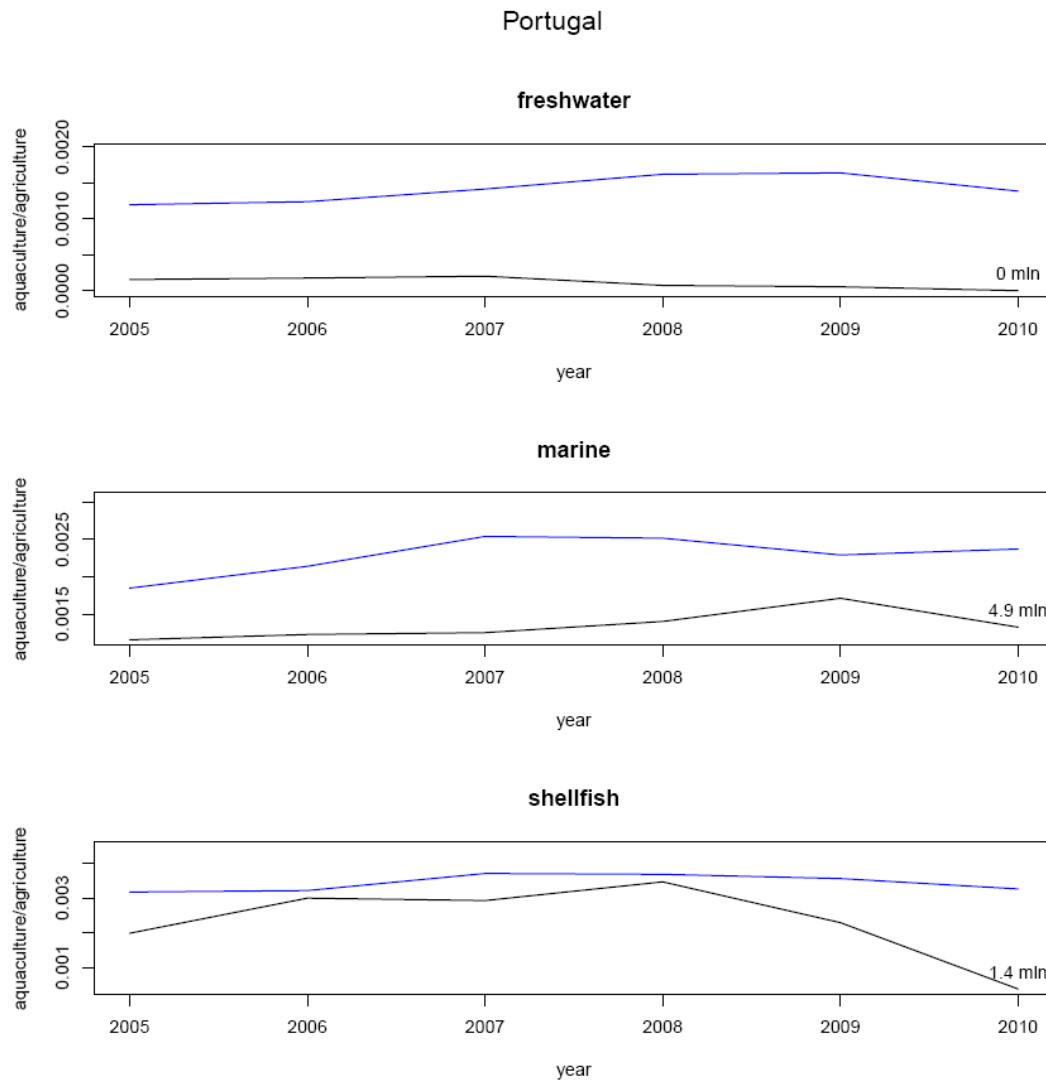 Portugal
freshwater
aquaculture/agriculture
0.0020
0.0010
0.0000
0 mln
2005 2006 2007 2008 2009 2010
year
marine
aquaculture/agriculture
0.0025
0.0015
4.9 mln
2005 2006 2007 2008 2009 2010
year
shellfish
aquaculture/agriculture
0.003
0.001
1.4 mln
2005 2006 2007 2008 2009 2010
year